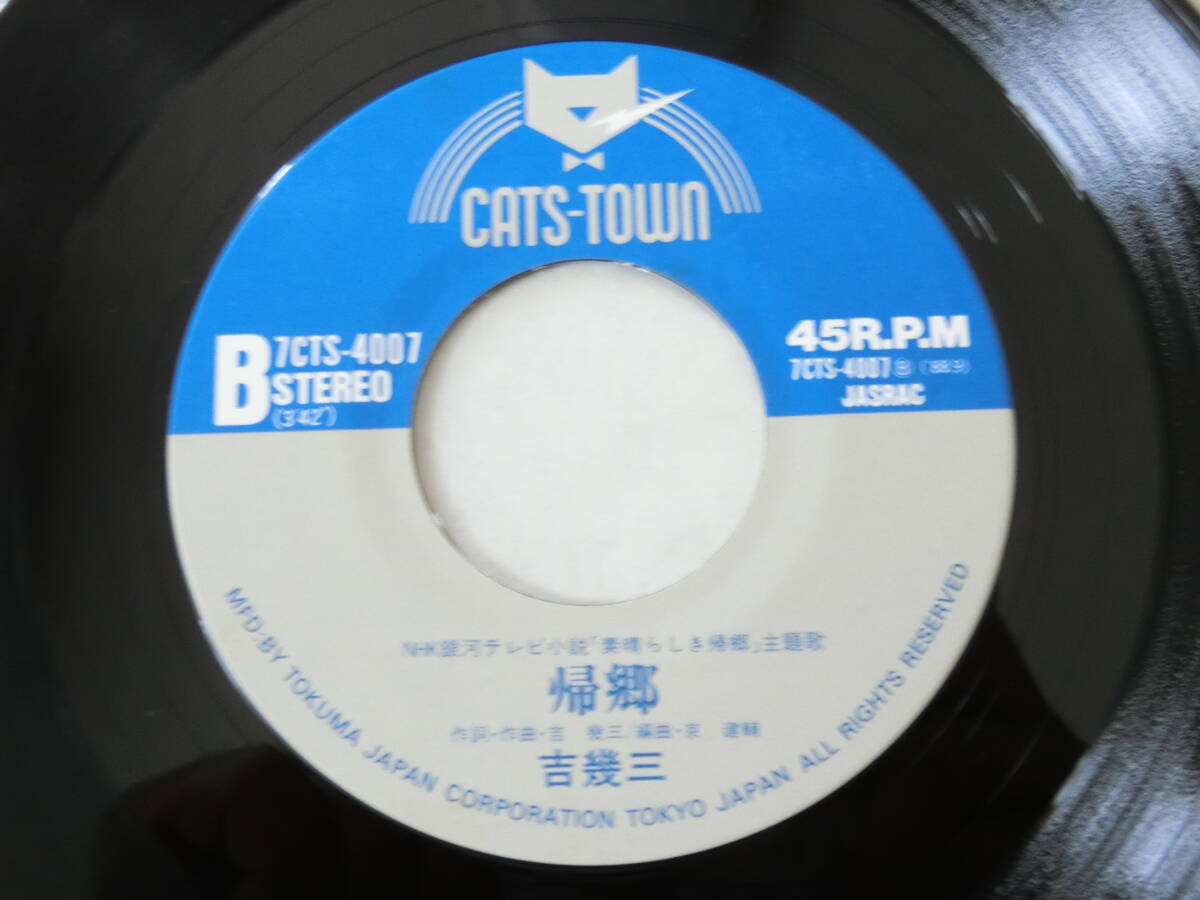 CATS-TOWN
B
7CTS-4007
STEREO
(3'42")
45R.P.M
7CTS-4007 Ⓑ ('88.9)
JASRAC
NHK銀河テレビ小説「素晴らしき帰郷」主題歌
帰郷
作詞・作曲・吉 幾三/編曲・京 建輔
吉幾三
MFD. BY TOKUMA JAPAN CORPORATION TOKYO JAPAN ALL RIGHTS RESERVED